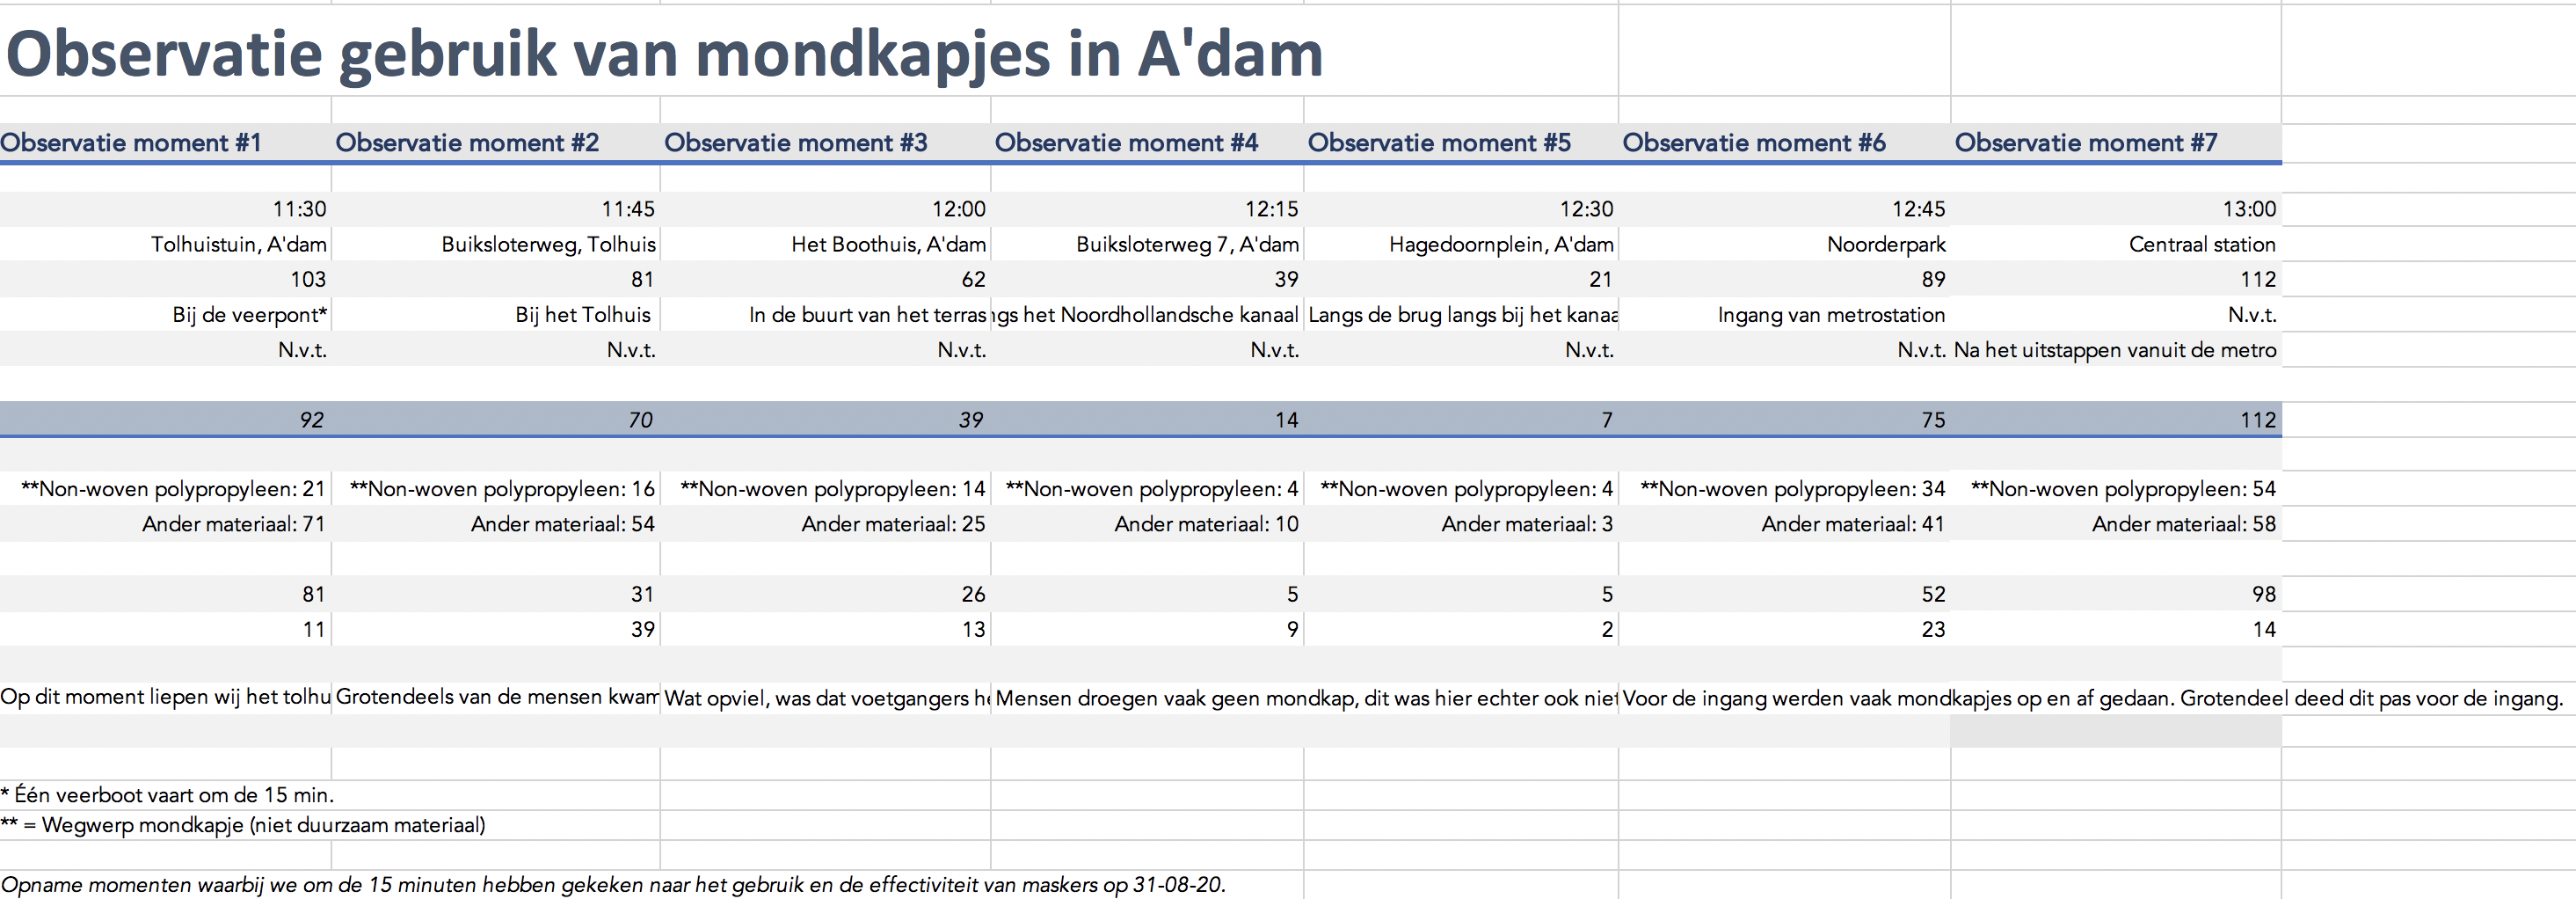 Observatie gebruik van mondkapjes in A'dam
Observatie moment #1 Observatie moment #2 Observatie moment #3 Observatie moment #4 Observatie moment #5 Observatie moment #6 Observatie moment #7
11:30 11:45 12:00 12:15 12:30 12:45 13:00
Tolhuistuin, A'dam Buiksloterweg, Tolhuis Het Boothuis, A'dam Buiksloterweg 7, A'dam Hagedoornplein, A'dam Noorderpark Centraal station
103 81 62 39 21 89 112
Bij de veerpont* Bij het Tolhuis In de buurt van het terras ngs het Noordhollandsche kanaal Langs de brug langs bij het kanaa Ingang van metrostation N.v.t.
N.v.t. N.v.t. N.v.t. N.v.t. N.v.t. N.v.t. Na het uitstappen vanuit de metro
92 70 39 14 7 75 112
**Non-woven polypropyleen: 21 **Non-woven polypropyleen: 16 **Non-woven polypropyleen: 14 **Non-woven polypropyleen: 4 **Non-woven polypropyleen: 4 **Non-woven polypropyleen: 34 **Non-woven polypropyleen: 54
Ander materiaal: 71 Ander materiaal: 54 Ander materiaal: 25 Ander materiaal: 10 Ander materiaal: 3 Ander materiaal: 41 Ander materiaal: 58
81 31 26 5 5 52 98
11 39 13 9 2 23 14
Op dit moment liepen wij het tolhu Grotendeels van de mensen kwam Wat opviel, was dat voetgangers he Mensen droegen vaak geen mondkap, dit was hier echter ook niet Voor de ingang werden vaak mondkapjes op en af gedaan. Grotendeel deed dit pas voor de ingang.
* Één veerboot vaart om de 15 min.
** = Wegwerp mondkapje (niet duurzaam materiaal)
Opname momenten waarbij we om de 15 minuten hebben gekeken naar het gebruik en de effectiviteit van maskers op 31-08-20.